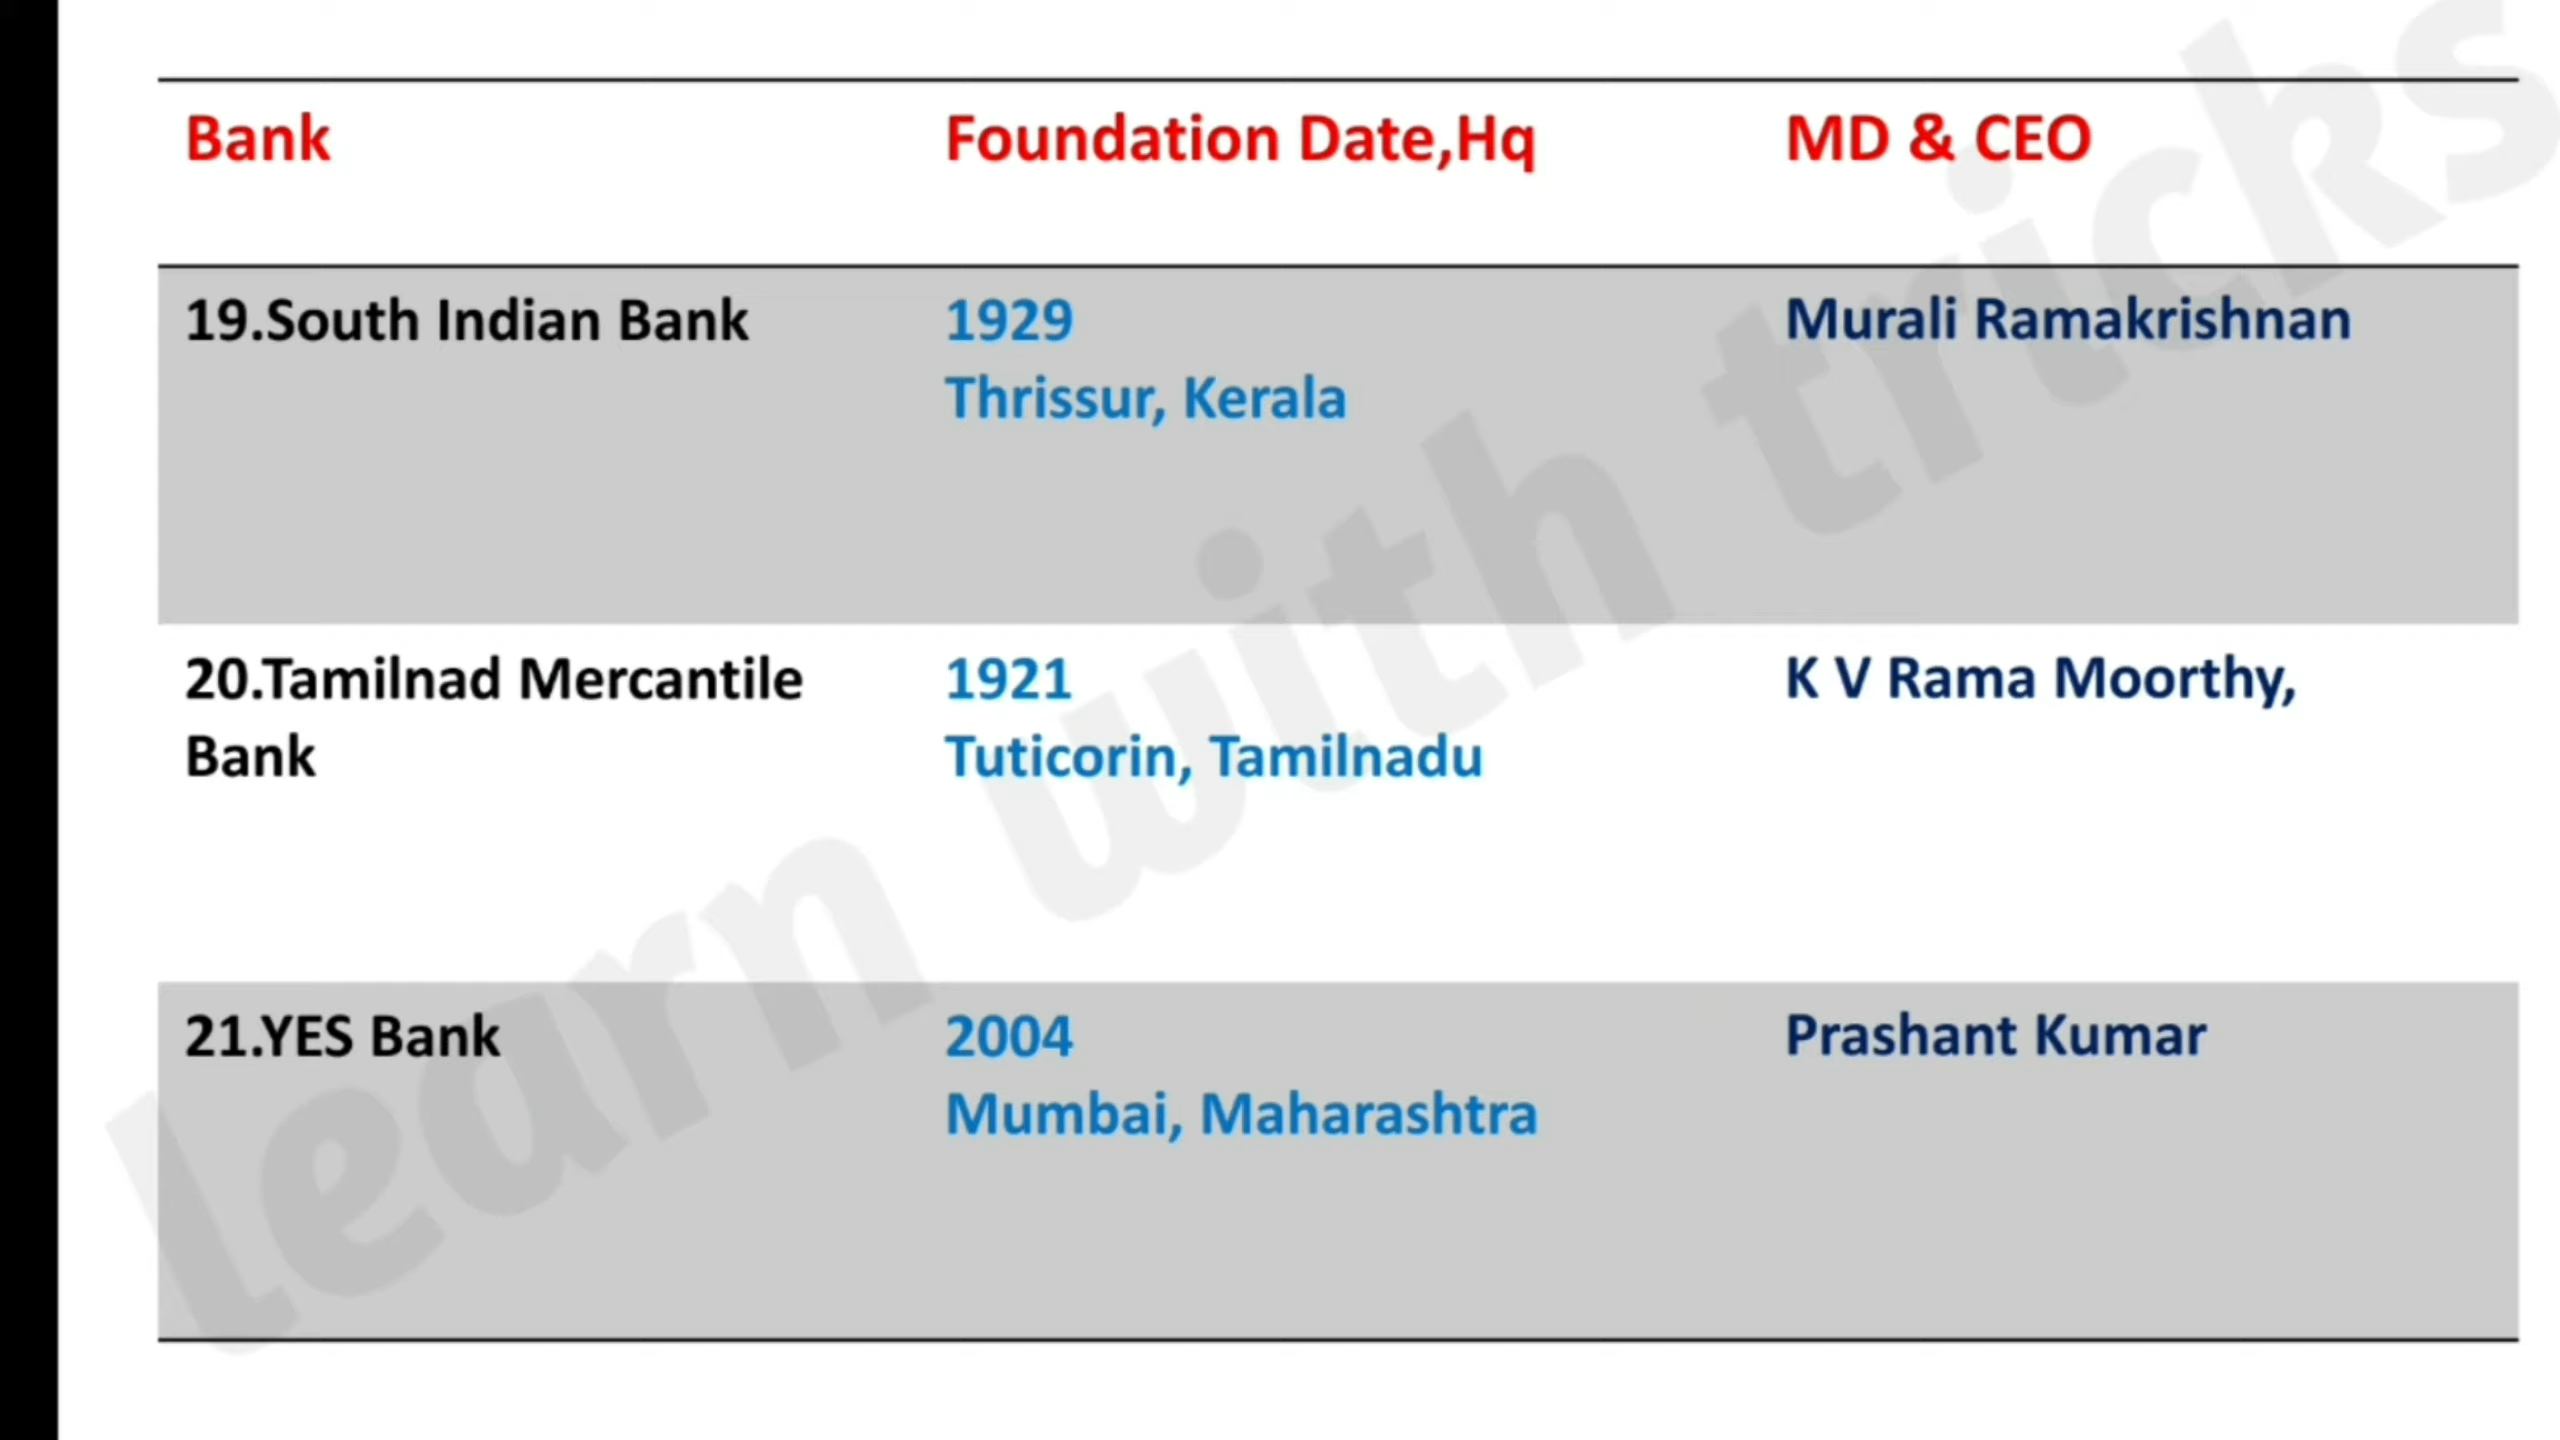 Bank Foundation Date,Hq MD & CEO
19.South Indian Bank 1929 Murali Ramakrishnan
Thrissur, Kerala
20.Tamilnad Mercantile 1921 K V Rama Moorthy,
Bank Tuticorin, Tamilnadu
21.YES Bank 2004 Prashant Kumar
Mumbai, Maharashtra
learn with tricks